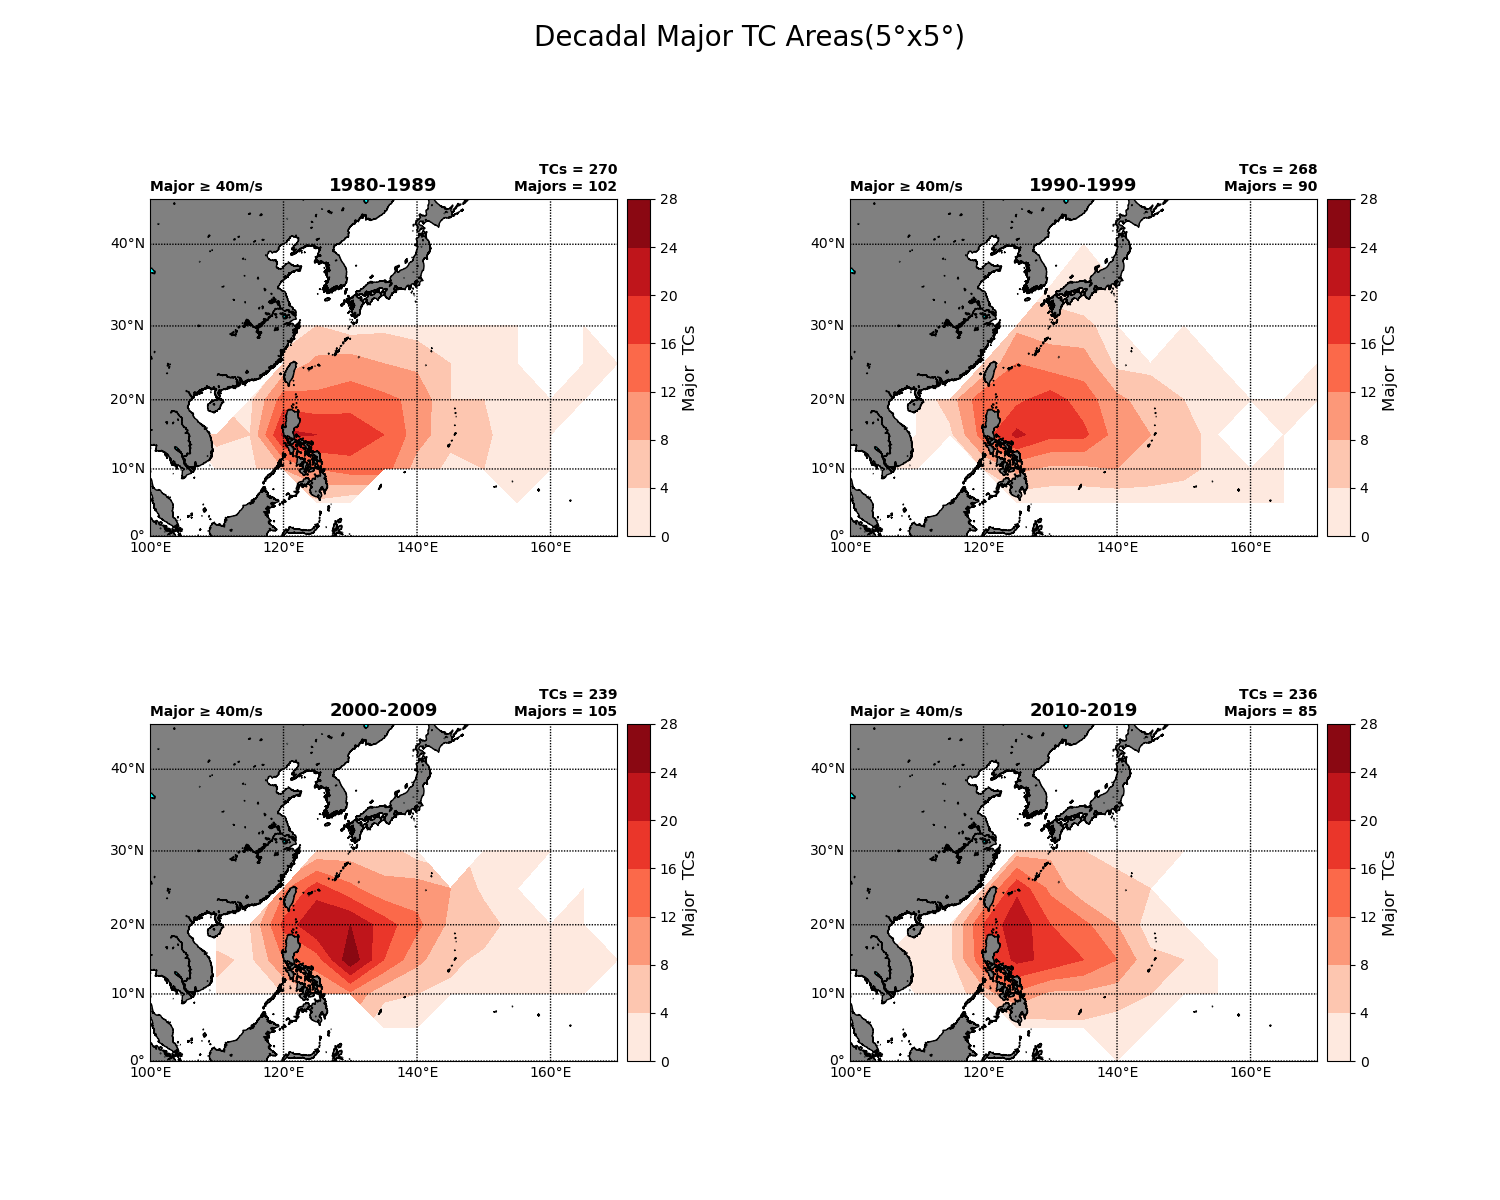 Decadal Major TC Areas(5°x5°)
TCs = 270
Major ≥ 40m/s 1980-1989 Majors = 102
40°N
30°N
20°N
10°N
0°
100°E 120°E 140°E 160°E
28
24
20
16
12
8
4
0
Major TCs
TCs = 268
Major ≥ 40m/s 1990-1999 Majors = 90
40°N
30°N
20°N
10°N
0°
100°E 120°E 140°E 160°E
28
24
20
16
12
8
4
0
Major TCs
TCs = 239
Major ≥ 40m/s 2000-2009 Majors = 105
40°N
30°N
20°N
10°N
0°
100°E 120°E 140°E 160°E
28
24
20
16
12
8
4
0
Major TCs
TCs = 236
Major ≥ 40m/s 2010-2019 Majors = 85
40°N
30°N
20°N
10°N
0°
100°E 120°E 140°E 160°E
28
24
20
16
12
8
4
0
Major TCs